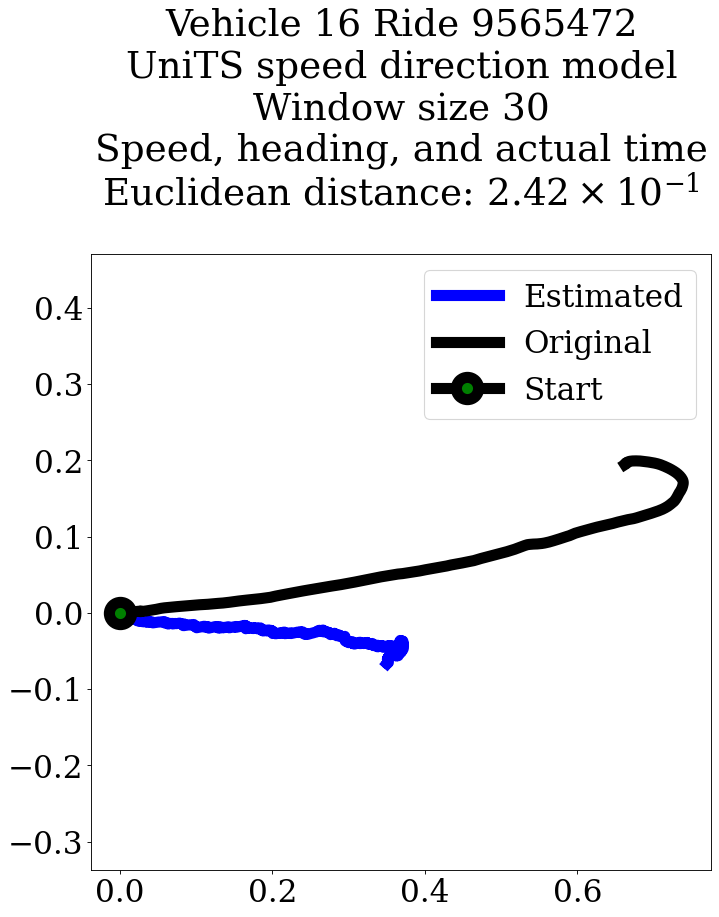 Vehicle 16 Ride 9565472
UniTS speed direction model
Window size 30
Speed, heading, and actual time
Euclidean distance: 2.42 × 10⁻¹
Estimated
Original
Start
0.4
0.3
0.2
0.1
0.0
−0.1
−0.2
−0.3
0.0 0.2 0.4 0.6